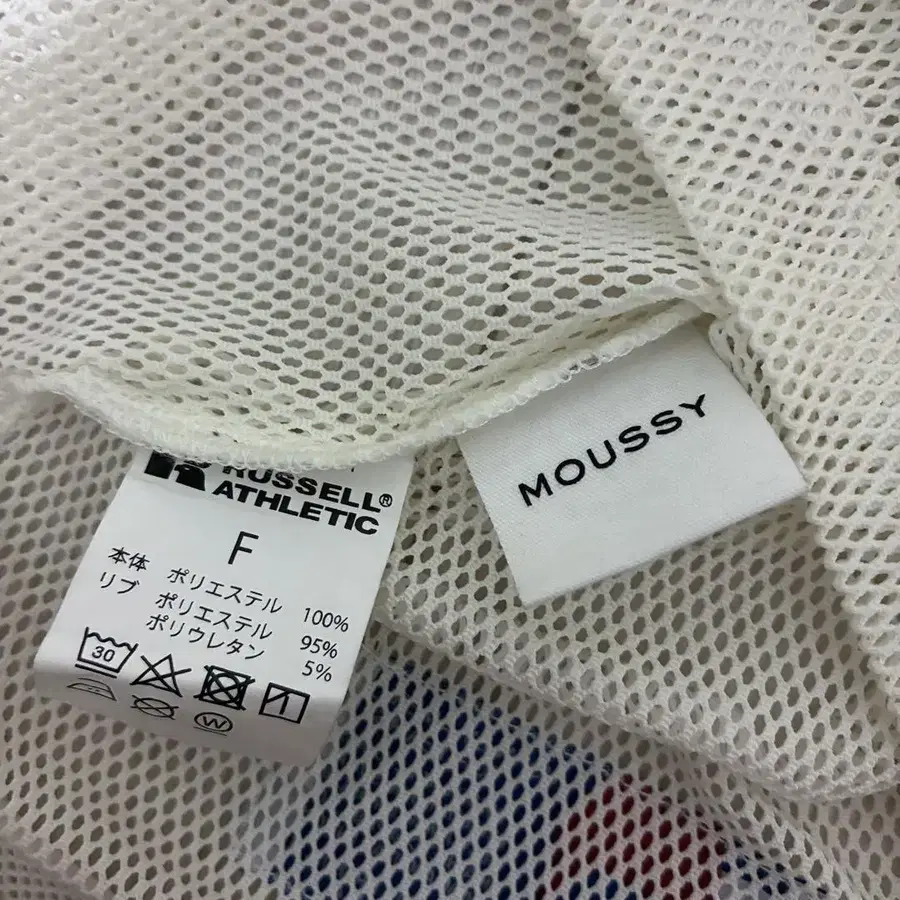 RUSSELL®
ATHLETIC
F
本体 ポリエステル 100%
リブ ポリエステル 95%
ポリウレタン 5%
30
W
MOUSSY